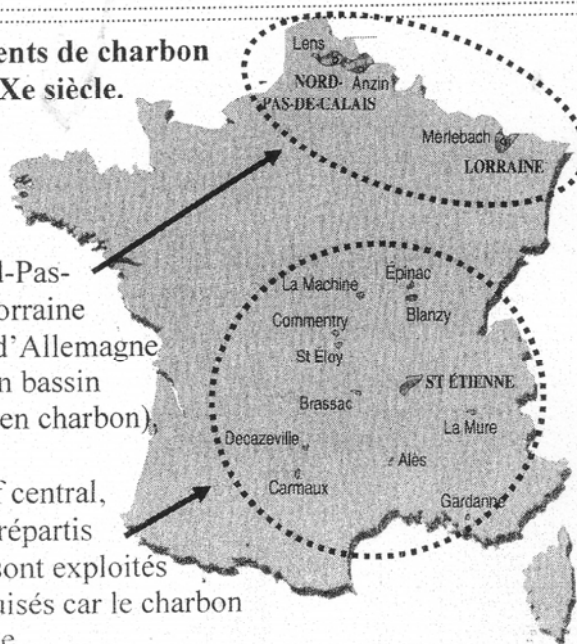 ents de charbon
Xe siècle.
Lens
NORD- Anzin
PAS-DE-CALAIS
Merlebach
LORRAINE
l-Pas-
orraine
d'Allemagne
n bassin
en charbon),
Épinac
La Machine
Blanzy
Commentry
St Éloy
ST ÉTIENNE
Brassac
La Mure
Decazeville
Alès
Carmaux
Gardanne
f central,
répartis
sont exploités
uisés car le charbon